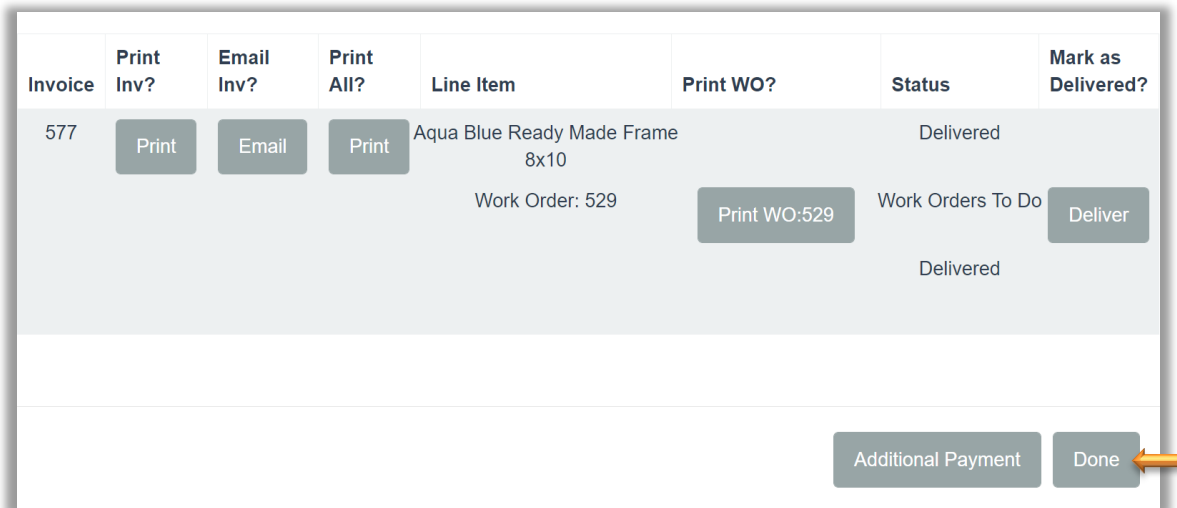 Invoice Print Inv? Email Inv? Print All? Line Item Print WO? Status Mark as Delivered?
577 Print Email Print Aqua Blue Ready Made Frame Delivered
8x10
Work Order: 529 Print WO:529 Work Orders To Do Deliver
Delivered
Additional Payment Done